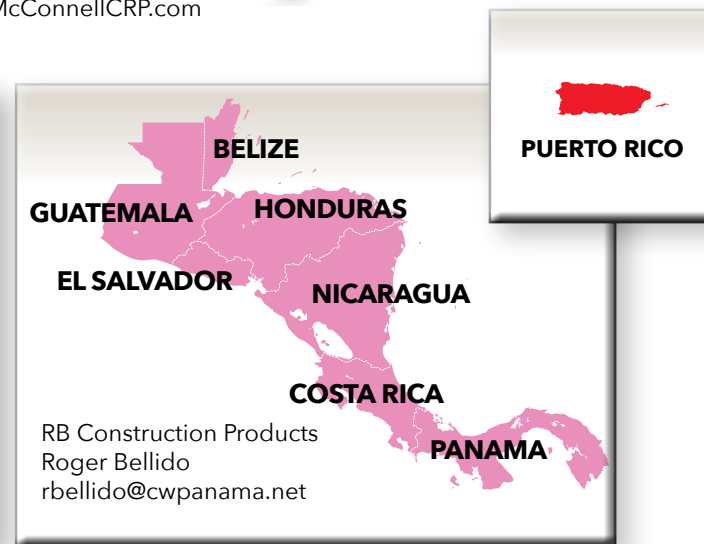 McConnellCRP.com
PUERTO RICO
BELIZE
GUATEMALA
HONDURAS
EL SALVADOR
NICARAGUA
COSTA RICA
PANAMA
RB Construction Products
Roger Bellido
rbellido@cwpanama.net